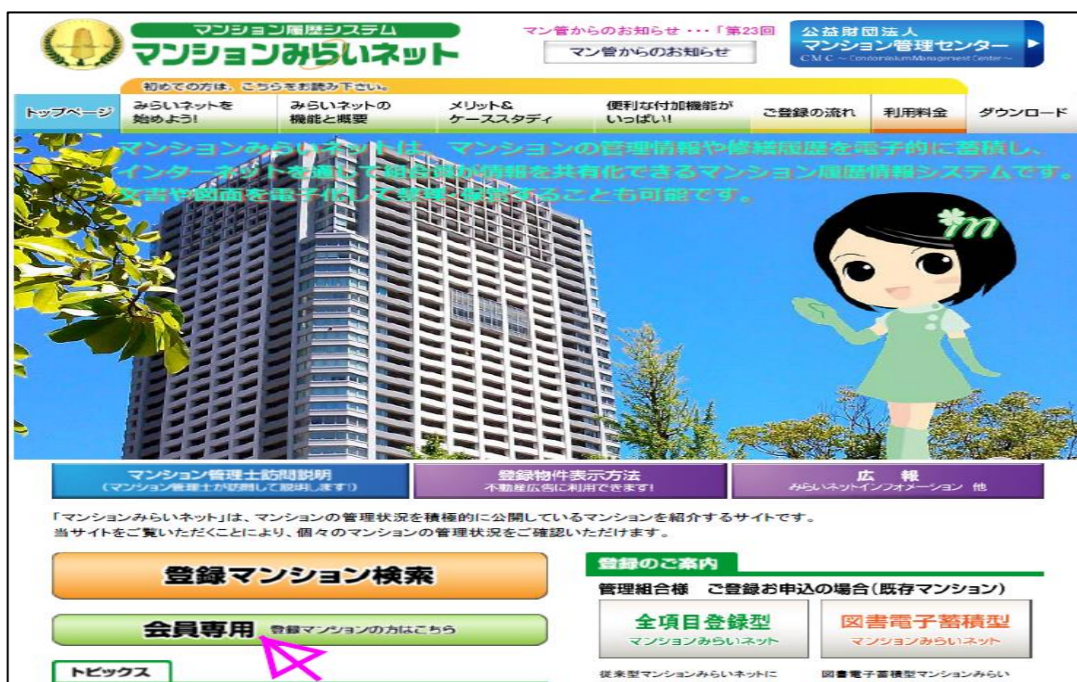 マンション履歴システム
マンションみらいネット
マン管からのお知らせ ・・・「第23回
マン管からのお知らせ
公益財団法人
マンション管理センター
CMC ～Condominium Management Center～
初めての方は、こちらをお読み下さい。
トップページ
みらいネットを
始めよう!
みらいネットの
機能と概要
メリット&
ケーススタディ
便利な付加機能が
いっぱい!
ご登録の流れ
利用料金
ダウンロード
マンションみらいネットは、マンションの管理情報や修繕履歴を電子的に蓄積し、
インターネットを通じて組合員が情報を共有化できるマンション履歴情報システムです。
文書や図面を電子化して整理・保存することも可能です。
m
マンション管理士訪問説明
(マンション管理士が訪問して説明します!)
登録物件表示方法
不動産広告に利用できます!
広 報
みらいネットインフォメーション 他
「マンションみらいネット」は、マンションの管理状況を積極的に公開しているマンションを紹介するサイトです。
当サイトをご覧いただくことにより、個々のマンションの管理状況をご確認いただけます。
登録マンション検索
会員専用 登録マンションの方はこちら
トピックス
登録のご案内
管理組合様 ご登録お申込の場合(既存マンション)
全項目登録型
マンションみらいネット
図書電子蓄積型
マンションみらいネット
従来型マンションみらいネットに
図書電子蓄積型マンションみらい